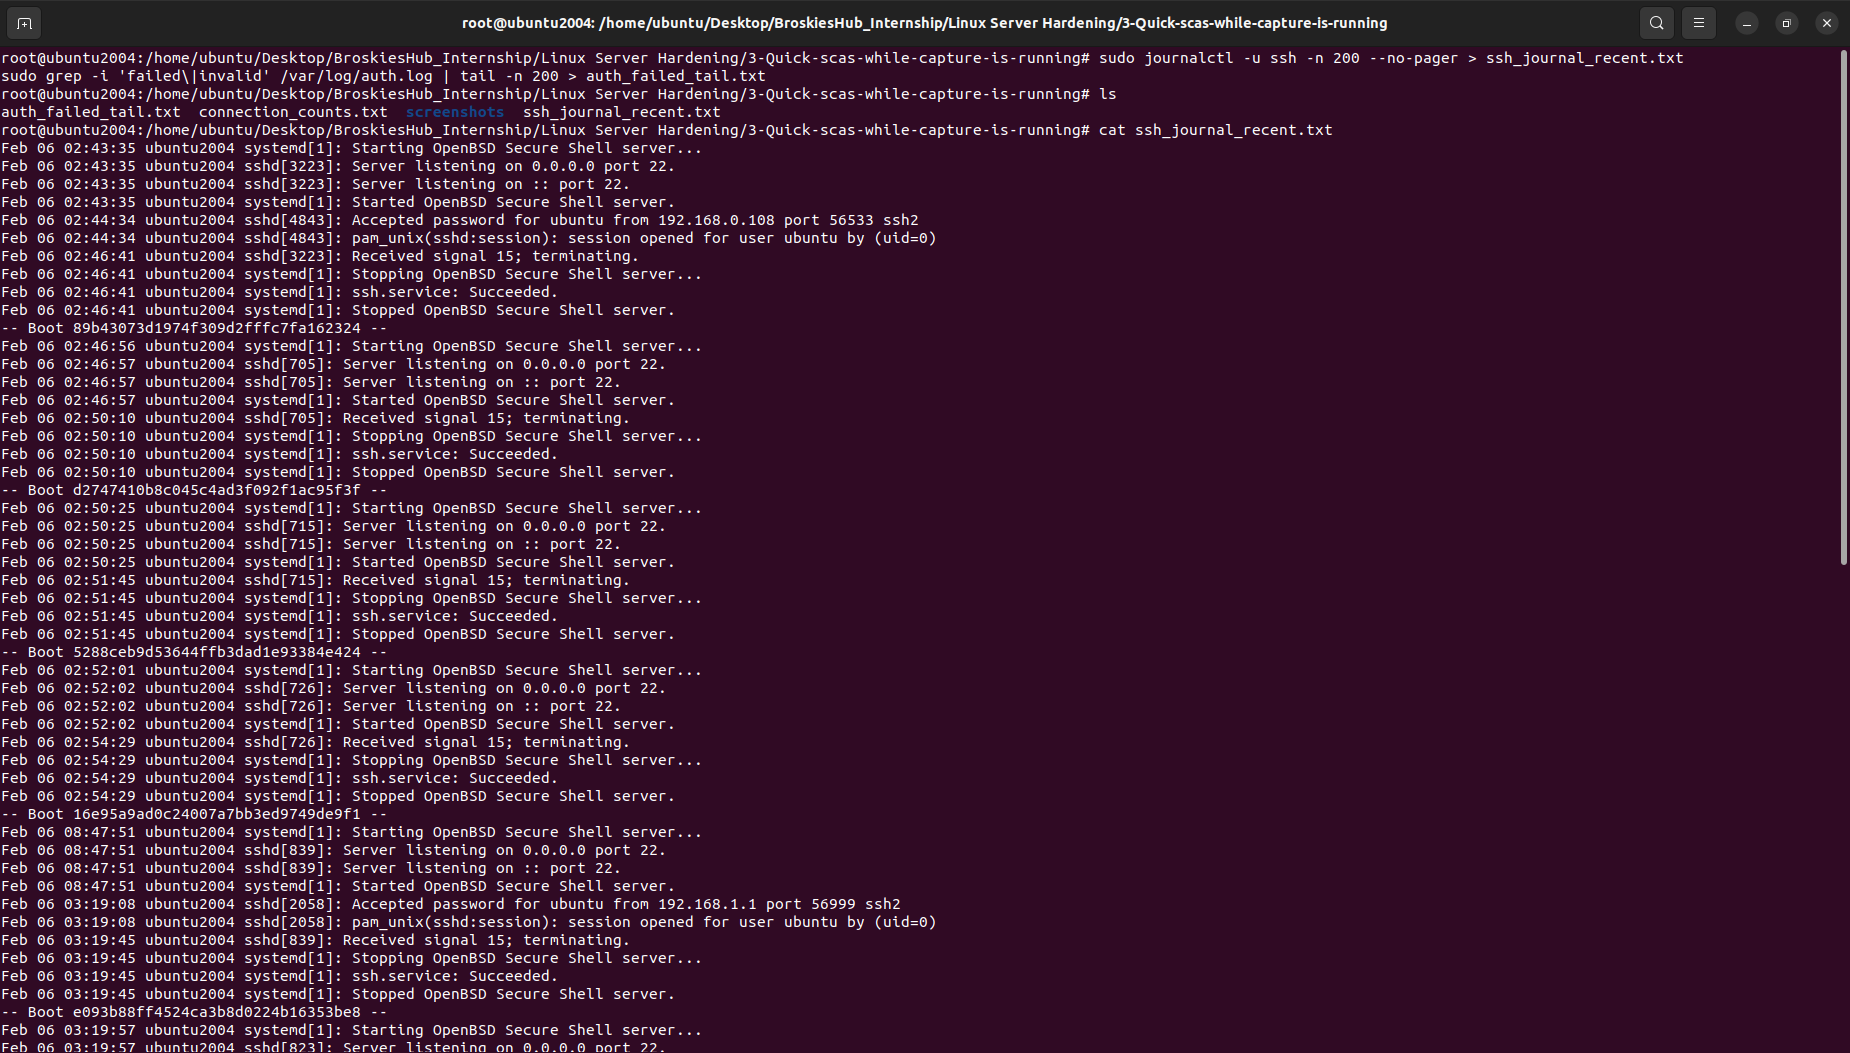 root@ubuntu2004: /home/ubuntu/Desktop/BroskiesHub_Internship/Linux Server Hardening/3-Quick-scas-while-capture-is-running
root@ubuntu2004:/home/ubuntu/Desktop/BroskiesHub_Internship/Linux Server Hardening/3-Quick-scas-while-capture-is-running# sudo journalctl -u ssh -n 200 --no-pager > ssh_journal_recent.txt
sudo grep -i 'failed\|invalid' /var/log/auth.log | tail -n 200 > auth_failed_tail.txt
root@ubuntu2004:/home/ubuntu/Desktop/BroskiesHub_Internship/Linux Server Hardening/3-Quick-scas-while-capture-is-running# ls
auth_failed_tail.txt  connection_counts.txt  screenshots  ssh_journal_recent.txt
root@ubuntu2004:/home/ubuntu/Desktop/BroskiesHub_Internship/Linux Server Hardening/3-Quick-scas-while-capture-is-running# cat ssh_journal_recent.txt
Feb 06 02:43:35 ubuntu2004 systemd[1]: Starting OpenBSD Secure Shell server...
Feb 06 02:43:35 ubuntu2004 sshd[3223]: Server listening on 0.0.0.0 port 22.
Feb 06 02:43:35 ubuntu2004 sshd[3223]: Server listening on :: port 22.
Feb 06 02:43:35 ubuntu2004 systemd[1]: Started OpenBSD Secure Shell server.
Feb 06 02:44:34 ubuntu2004 sshd[4843]: Accepted password for ubuntu from 192.168.0.108 port 56533 ssh2
Feb 06 02:44:34 ubuntu2004 sshd[4843]: pam_unix(sshd:session): session opened for user ubuntu by (uid=0)
Feb 06 02:46:41 ubuntu2004 sshd[3223]: Received signal 15; terminating.
Feb 06 02:46:41 ubuntu2004 systemd[1]: Stopping OpenBSD Secure Shell server...
Feb 06 02:46:41 ubuntu2004 systemd[1]: ssh.service: Succeeded.
Feb 06 02:46:41 ubuntu2004 systemd[1]: Stopped OpenBSD Secure Shell server.
-- Boot 89b43073d1974f309d2fffc7fa162324 --
Feb 06 02:46:56 ubuntu2004 systemd[1]: Starting OpenBSD Secure Shell server...
Feb 06 02:46:57 ubuntu2004 sshd[705]: Server listening on 0.0.0.0 port 22.
Feb 06 02:46:57 ubuntu2004 sshd[705]: Server listening on :: port 22.
Feb 06 02:46:57 ubuntu2004 systemd[1]: Started OpenBSD Secure Shell server.
Feb 06 02:50:10 ubuntu2004 sshd[705]: Received signal 15; terminating.
Feb 06 02:50:10 ubuntu2004 systemd[1]: Stopping OpenBSD Secure Shell server...
Feb 06 02:50:10 ubuntu2004 systemd[1]: ssh.service: Succeeded.
Feb 06 02:50:10 ubuntu2004 systemd[1]: Stopped OpenBSD Secure Shell server.
-- Boot d2747410b8c045c4ad3f092f1ac95f3f --
Feb 06 02:50:25 ubuntu2004 systemd[1]: Starting OpenBSD Secure Shell server...
Feb 06 02:50:25 ubuntu2004 sshd[715]: Server listening on 0.0.0.0 port 22.
Feb 06 02:50:25 ubuntu2004 sshd[715]: Server listening on :: port 22.
Feb 06 02:50:25 ubuntu2004 systemd[1]: Started OpenBSD Secure Shell server.
Feb 06 02:51:45 ubuntu2004 sshd[715]: Received signal 15; terminating.
Feb 06 02:51:45 ubuntu2004 systemd[1]: Stopping OpenBSD Secure Shell server...
Feb 06 02:51:45 ubuntu2004 systemd[1]: ssh.service: Succeeded.
Feb 06 02:51:45 ubuntu2004 systemd[1]: Stopped OpenBSD Secure Shell server.
-- Boot 5288ceb9d53644ffb3dad1e93384e424 --
Feb 06 02:52:01 ubuntu2004 systemd[1]: Starting OpenBSD Secure Shell server...
Feb 06 02:52:02 ubuntu2004 sshd[726]: Server listening on 0.0.0.0 port 22.
Feb 06 02:52:02 ubuntu2004 sshd[726]: Server listening on :: port 22.
Feb 06 02:52:02 ubuntu2004 systemd[1]: Started OpenBSD Secure Shell server.
Feb 06 02:54:29 ubuntu2004 sshd[726]: Received signal 15; terminating.
Feb 06 02:54:29 ubuntu2004 systemd[1]: Stopping OpenBSD Secure Shell server...
Feb 06 02:54:29 ubuntu2004 systemd[1]: ssh.service: Succeeded.
Feb 06 02:54:29 ubuntu2004 systemd[1]: Stopped OpenBSD Secure Shell server.
-- Boot 16e95a9ad0c24007a7bb3ed9749de9f1 --
Feb 06 08:47:51 ubuntu2004 systemd[1]: Starting OpenBSD Secure Shell server...
Feb 06 08:47:51 ubuntu2004 sshd[839]: Server listening on 0.0.0.0 port 22.
Feb 06 08:47:51 ubuntu2004 sshd[839]: Server listening on :: port 22.
Feb 06 08:47:51 ubuntu2004 systemd[1]: Started OpenBSD Secure Shell server.
Feb 06 03:19:08 ubuntu2004 sshd[2058]: Accepted password for ubuntu from 192.168.1.1 port 56999 ssh2
Feb 06 03:19:08 ubuntu2004 sshd[2058]: pam_unix(sshd:session): session opened for user ubuntu by (uid=0)
Feb 06 03:19:45 ubuntu2004 sshd[839]: Received signal 15; terminating.
Feb 06 03:19:45 ubuntu2004 systemd[1]: Stopping OpenBSD Secure Shell server...
Feb 06 03:19:45 ubuntu2004 systemd[1]: ssh.service: Succeeded.
Feb 06 03:19:45 ubuntu2004 systemd[1]: Stopped OpenBSD Secure Shell server.
-- Boot e093b88ff4524ca3b8d0224b16353be8 --
Feb 06 03:19:57 ubuntu2004 systemd[1]: Starting OpenBSD Secure Shell server...
Feb 06 03:19:57 ubuntu2004 sshd[823]: Server listening on 0.0.0.0 port 22.